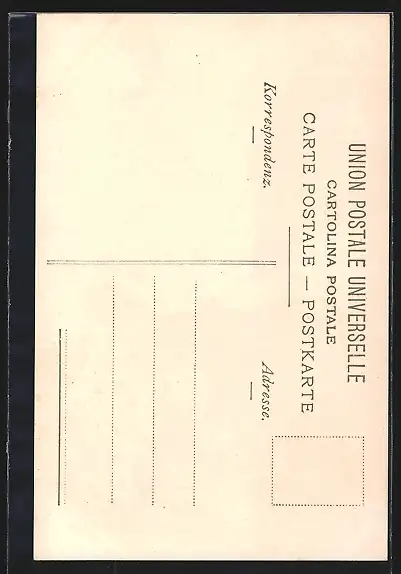 UNION POSTALE UNIVERSELLE
CARTOLINA POSTALE
CARTE POSTALE — POSTKARTE
Korrespondenz.
Adresse.